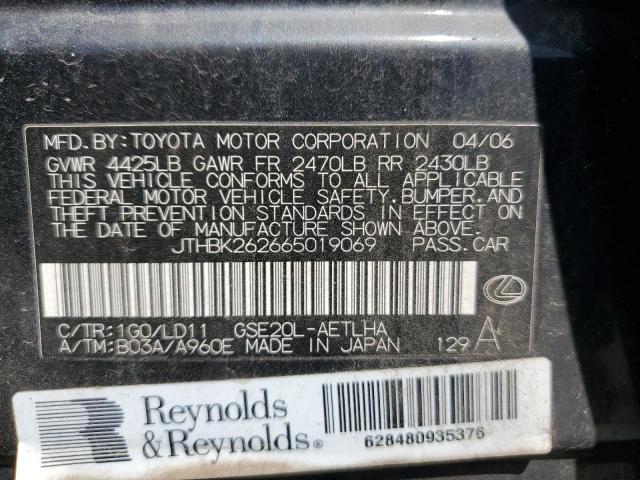 MFD.BY:TOYOTA MOTOR CORPORATION 04/06
GVWR 4425LB GAWR FR 2470LB RR 2430LB
THIS VEHICLE CONFORMS TO ALL APPLICABLE
FEDERAL MOTOR VEHICLE SAFETY,BUMPER,AND
THEFT PREVENTION STANDARDS IN EFFECT ON
THE DATE OF MANUFACTURE SHOWN ABOVE.
JTHBK262665019069 PASS.CAR
C/TR:1G0/LD11 GSE20L-AETLHA
A/TM:B03A/A960E MADE IN JAPAN 129 A
Reynolds
&Reynolds®
628480935376